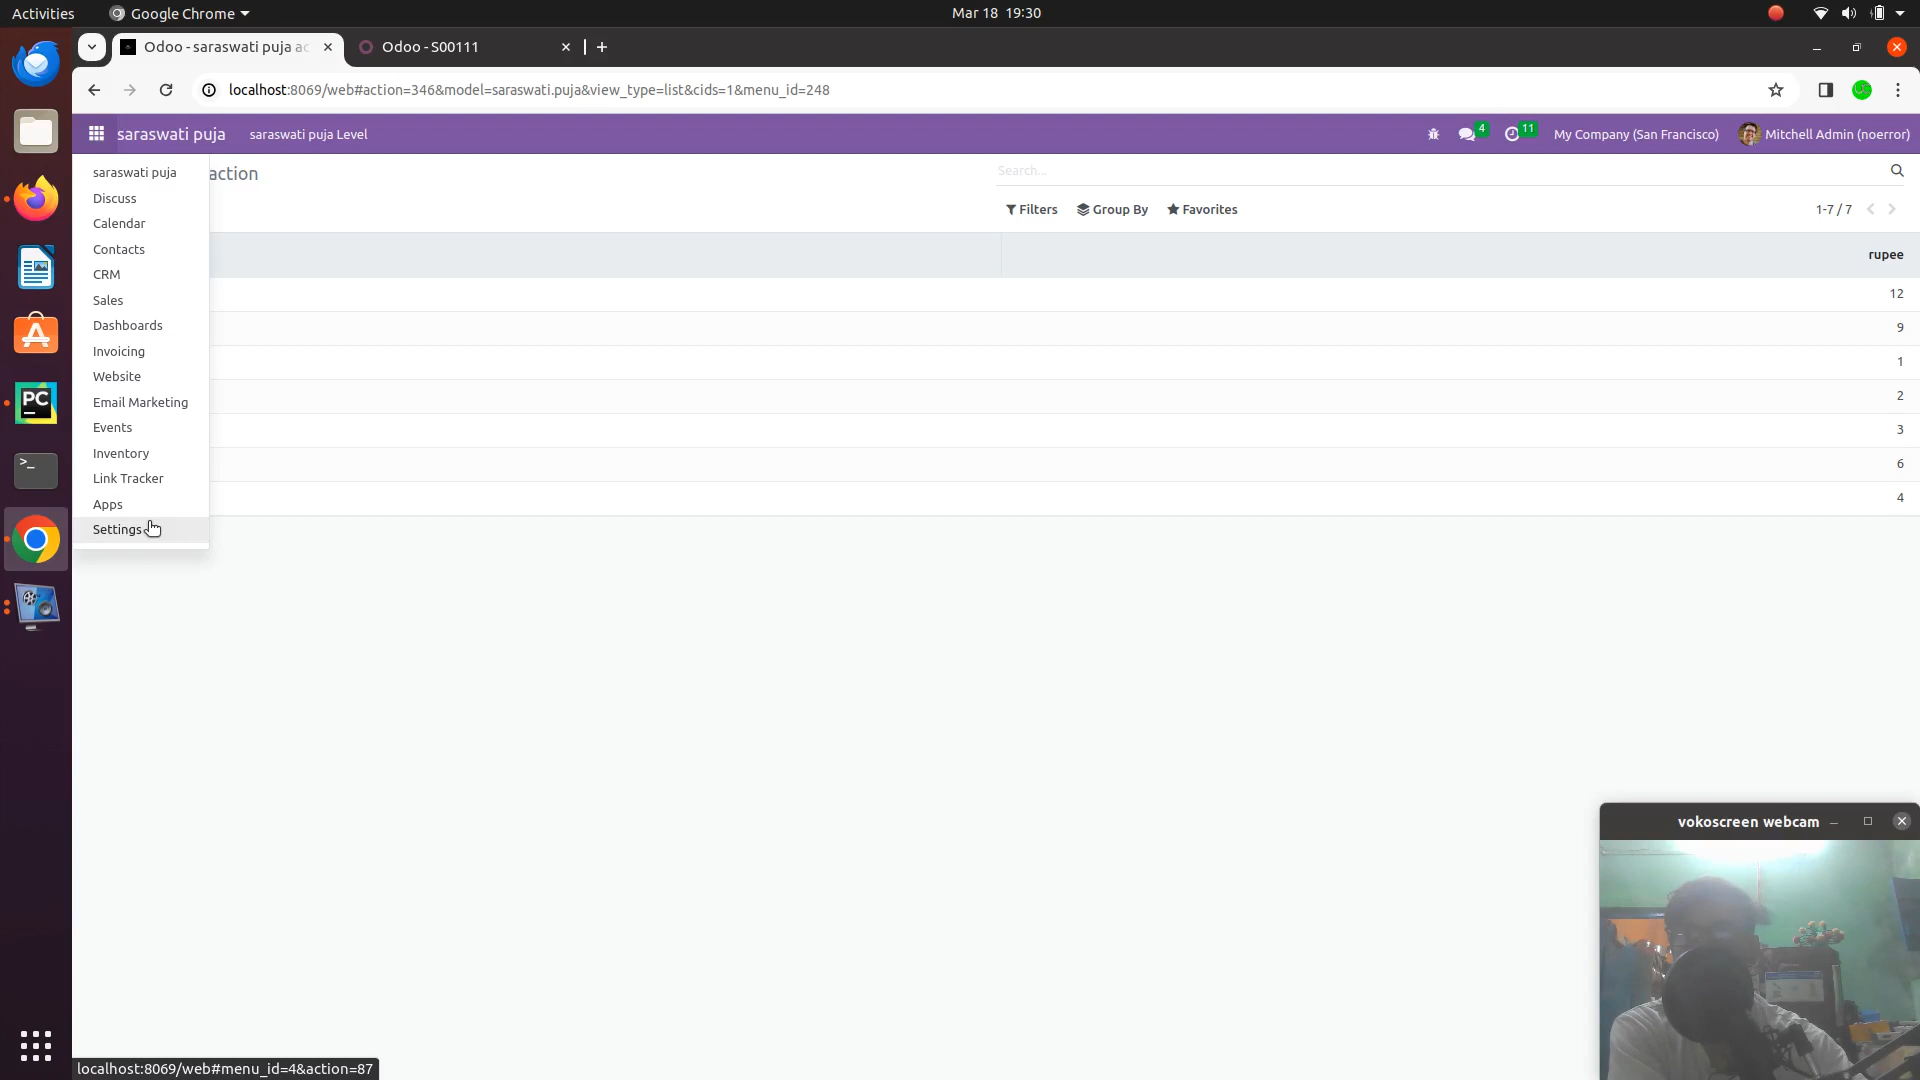 Activities
Google Chrome
Mar 18 19:30
Odoo - saraswati puja ac
Odoo - S00111
localhost:8069/web#action=346&model=saraswati.puja&view_type=list&cids=1&menu_id=248
saraswati puja
saraswati puja Level
4
11
My Company (San Francisco)
Mitchell Admin (noerror)
action
Search...
Filters
Group By
Favorites
1-7 / 7
saraswati puja
Discuss
Calendar
Contacts
CRM
Sales
Dashboards
Invoicing
Website
Email Marketing
Events
Inventory
Link Tracker
Apps
Settings
rupee
12
9
1
2
3
6
4
PC
vokoscreen webcam
localhost:8069/web#menu_id=4&action=87